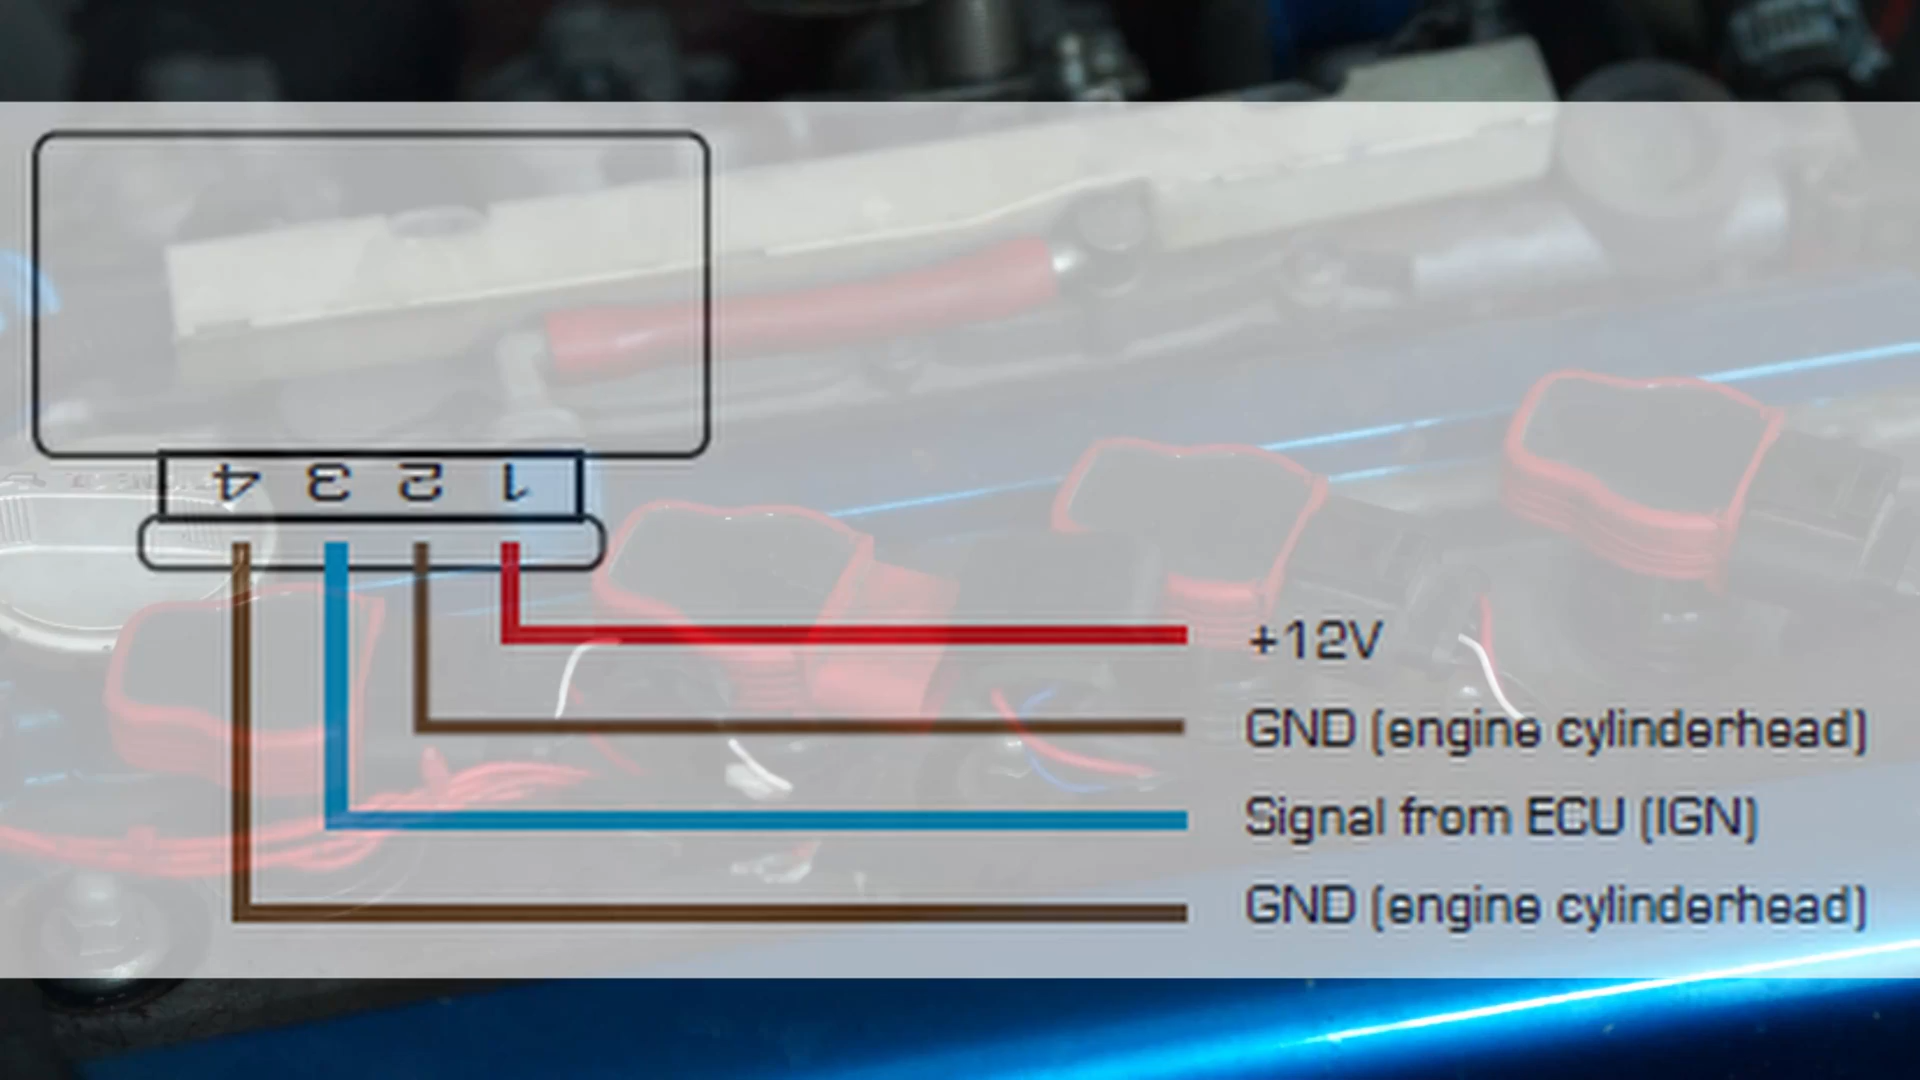 4 3 2 1
+12V
GND (engine cylinderhead)
Signal from ECU (IGN)
GND (engine cylinderhead)